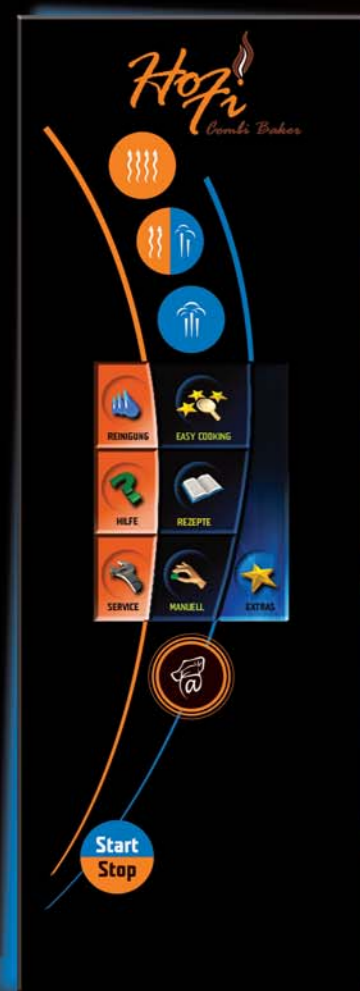 Hofi
Combi Baker
REINIGUNG
EASY COOKING
HILFE
REZEPTE
SERVICE
MANUELL
EXTRAS
@
Start
Stop